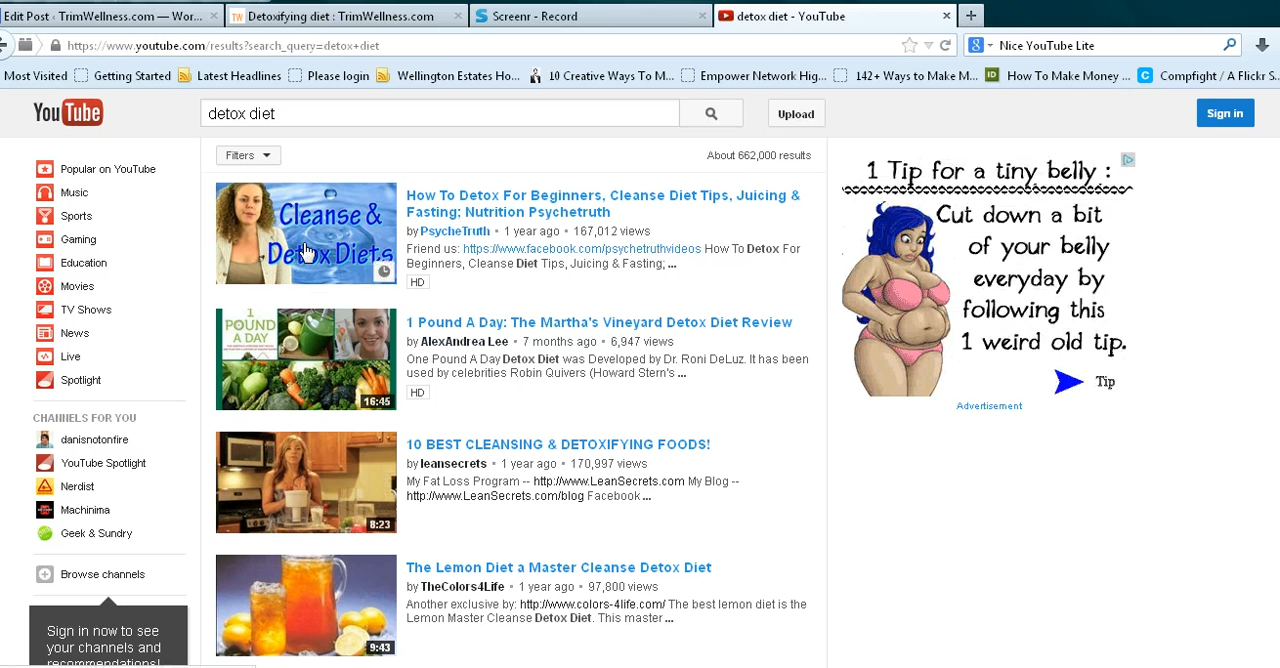 Edit Post ‹ TrimWellness.com — Wor...
TW Detoxifying diet : TrimWellness.com
S Screenr - Record
detox diet - YouTube
https://www.youtube.com/results?search_query=detox+diet
8 Nice YouTube Lite
Most Visited
Getting Started
Latest Headlines
Please login
Wellington Estates Ho...
10 Creative Ways To M...
Empower Network Hig...
142+ Ways to Make M...
ID How To Make Money ...
C Compfight / A Flickr S...
YouTube
detox diet
Upload
Sign in
Popular on YouTube
Music
Sports
Gaming
Education
Movies
TV Shows
News
Live
Spotlight
CHANNELS FOR YOU
danisnotonfire
YouTube Spotlight
Nerdist
Machinima
Geek & Sundry
Browse channels
Sign in now to see
your channels and
recommendations!
Filters
About 662,000 results
Cleanse &
Detox Diets
How To Detox For Beginners, Cleanse Diet Tips, Juicing &
Fasting; Nutrition Psychetruth
by PsycheTruth • 1 year ago • 167,012 views
Friend us: https://www.facebook.com/psychetruthvideos How To Detox For
Beginners, Cleanse Diet Tips, Juicing & Fasting; ...
HD
1
POUND
A DAY
16:45
1 Pound A Day: The Martha's Vineyard Detox Diet Review
by AlexAndrea Lee • 7 months ago • 6,947 views
One Pound A Day Detox Diet was Developed by Dr. Roni DeLuz. It has been
used by celebrities Robin Quivers (Howard Stern's ...
HD
8:23
10 BEST CLEANSING & DETOXIFYING FOODS!
by leansecrets • 1 year ago • 170,997 views
My Fat Loss Program -- http://www.LeanSecrets.com My Blog --
http://www.LeanSecrets.com/blog Facebook ...
9:43
The Lemon Diet a Master Cleanse Detox Diet
by TheColors4Life • 1 year ago • 97,800 views
Another exclusive by: http://www.colors-4life.com/ The best lemon diet is the
Lemon Master Cleanse Detox Diet. This master ...
1 Tip for a tiny belly :
Cut down a bit
of your belly
everyday by
following this
1 weird old tip.
Tip
Advertisement